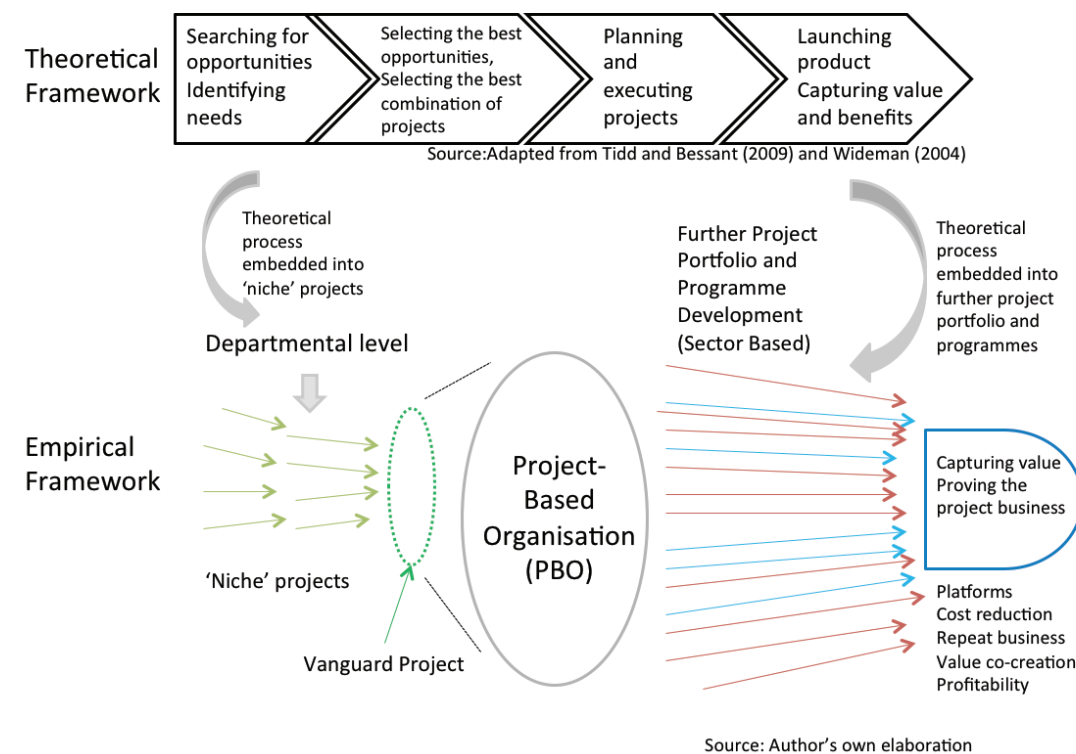 Theoretical
Framework
Searching for
opportunities
Identifying
needs
Selecting the best
opportunities,
Selecting the best
combination of
projects
Planning
and
executing
projects
Launching
product
Capturing value
and benefits
Source:Adapted from Tidd and Bessant (2009) and Wideman (2004)
Theoretical
process
embedded into
‘niche’ projects
Further Project
Portfolio and
Programme
Development
(Sector Based)
Theoretical
process
embedded into
further project
portfolio and
programmes
Departmental level
Empirical
Framework
Project-
Based
Organisation
(PBO)
Capturing value
Proving the
project business
‘Niche’ projects
Vanguard Project
Platforms
Cost reduction
Repeat business
Value co-creation
Profitability
Source: Author’s own elaboration